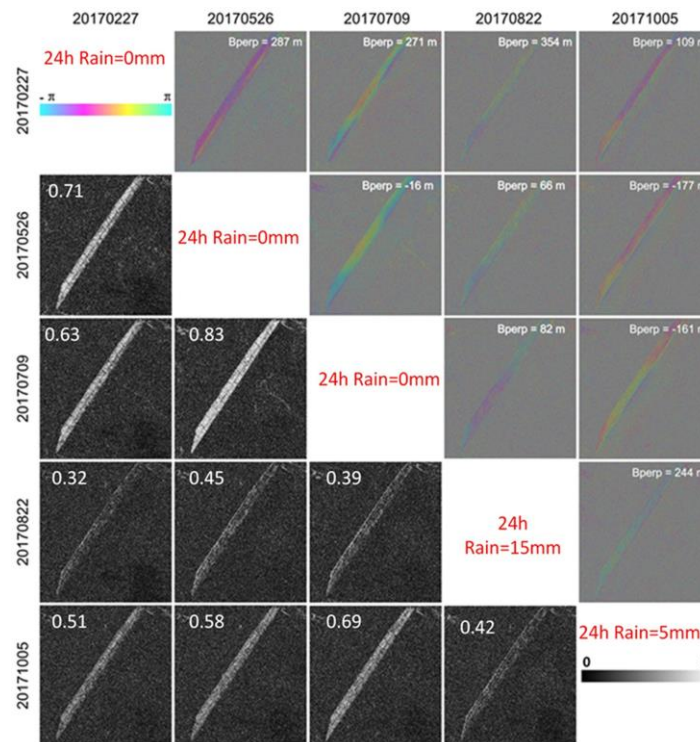 20170227 20170526 20170709 20170822 20171005
20170227
24h Rain=0mm
- π π
Bperp = 287 m
Bperp = 271 m
Bperp = 354 m
Bperp = 109 m
20170526
0.71
24h Rain=0mm
Bperp = -16 m
Bperp = 66 m
Bperp = -177 m
20170709
0.63
0.83
24h Rain=0mm
Bperp = 82 m
Bperp = -161 m
20170822
0.32
0.45
0.39
24h
Rain=15mm
Bperp = 244 m
20171005
0.51
0.58
0.69
0.42
24h Rain=5mm
0